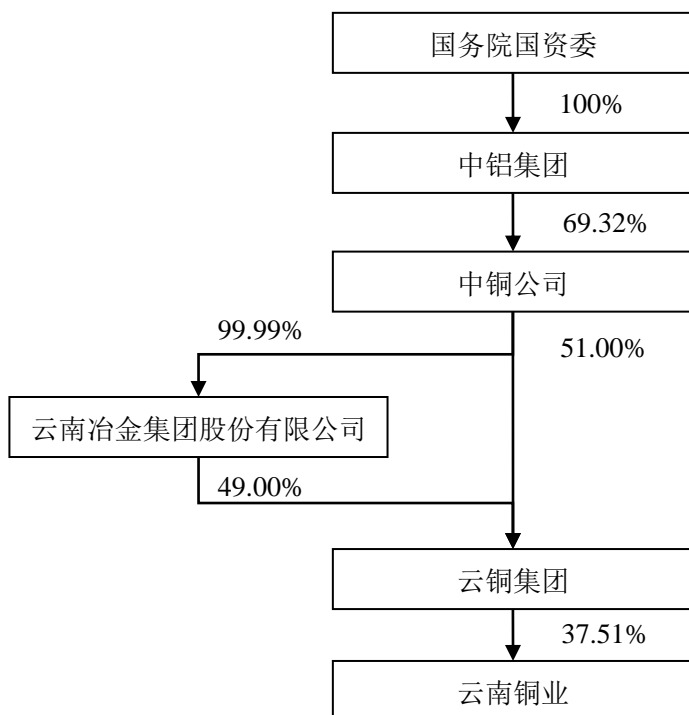 国务院国资委
100%
中铝集团
69.32%
中铜公司
99.99%
51.00%
云南冶金集团股份有限公司
49.00%
云铜集团
37.51%
云南铜业